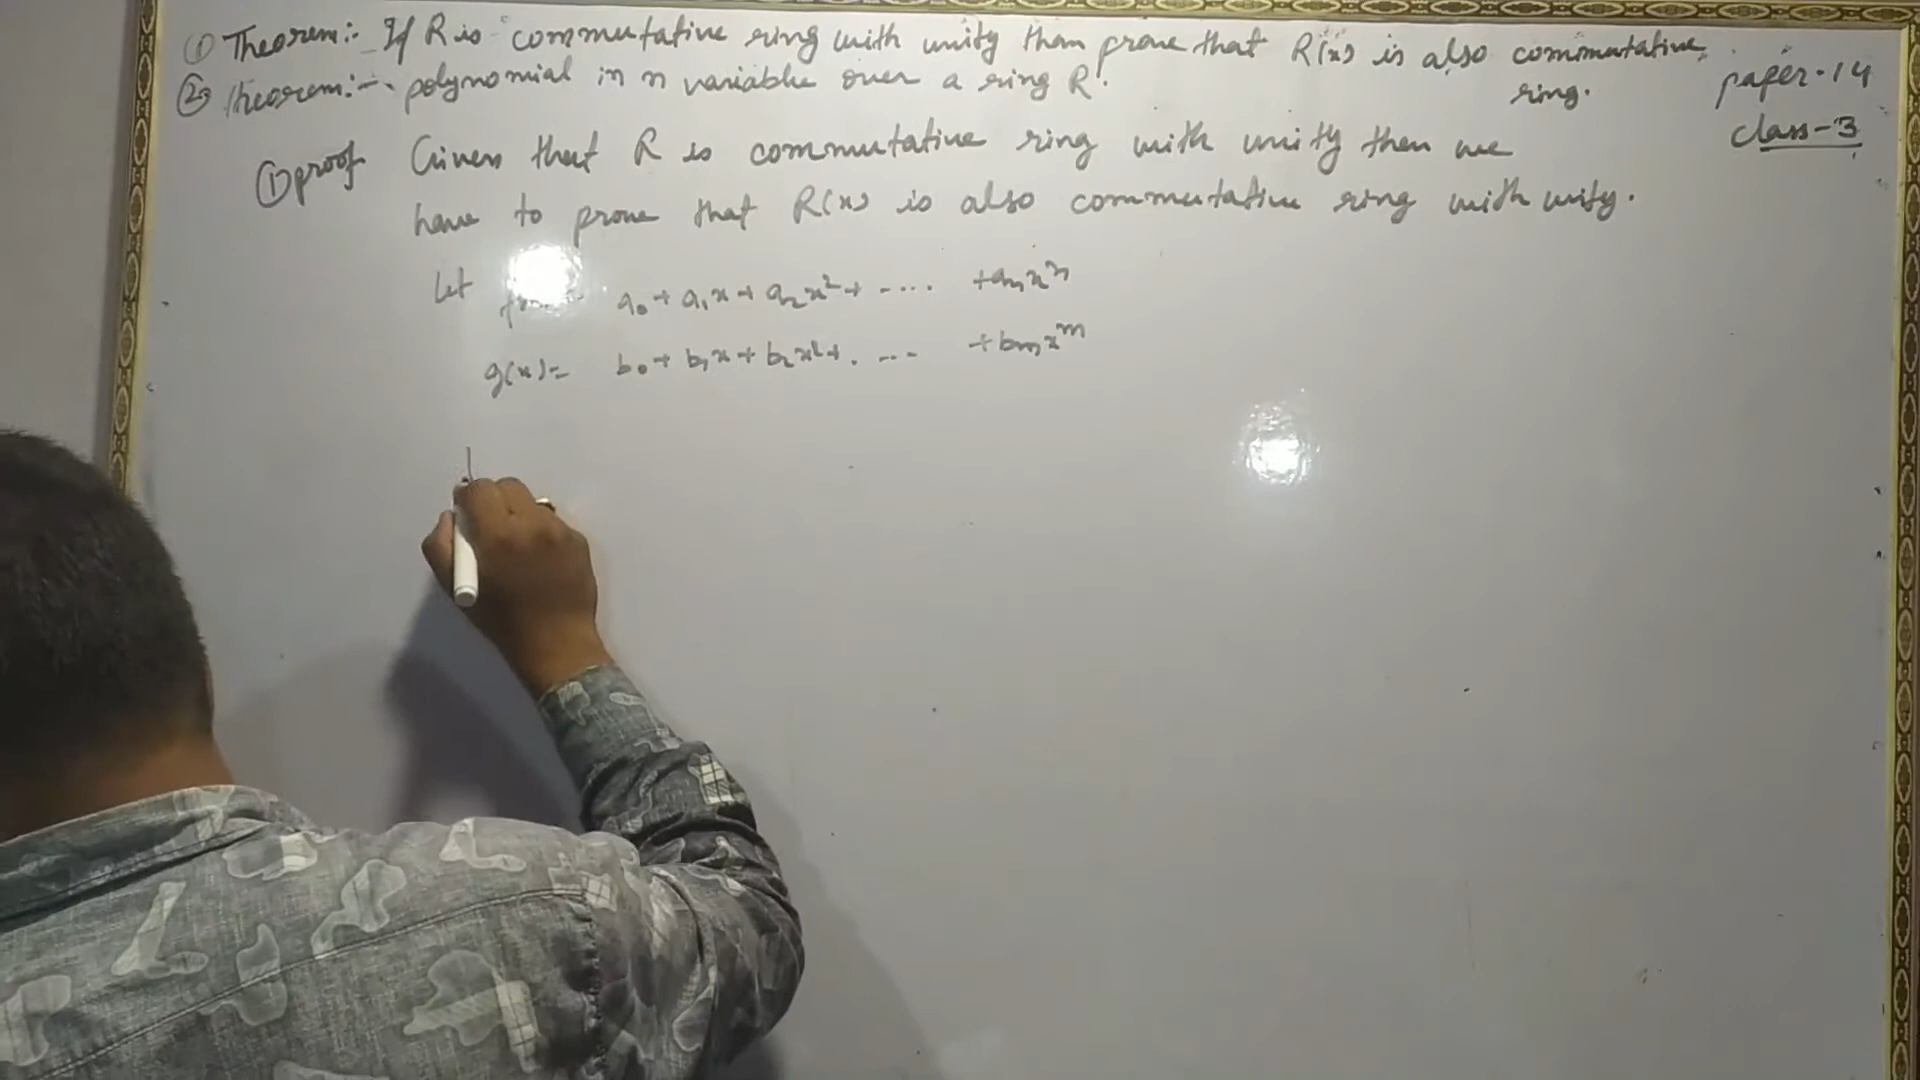 ① Theorem:- If R is commutative ring with unity then prove that R(x) is also commutative ring.
② theorem:- polynomial in n variable over a ring R.
paper-14
class-3
① proof Given that R is commutative ring with unity then we
have to prove that R(x) is also commutative ring with unity.
Let a₀+a₁x+a₂x²+.... +aₙxⁿ
g(x)= b₀+b₁x+b₂x²+.... +bₘxᵐ